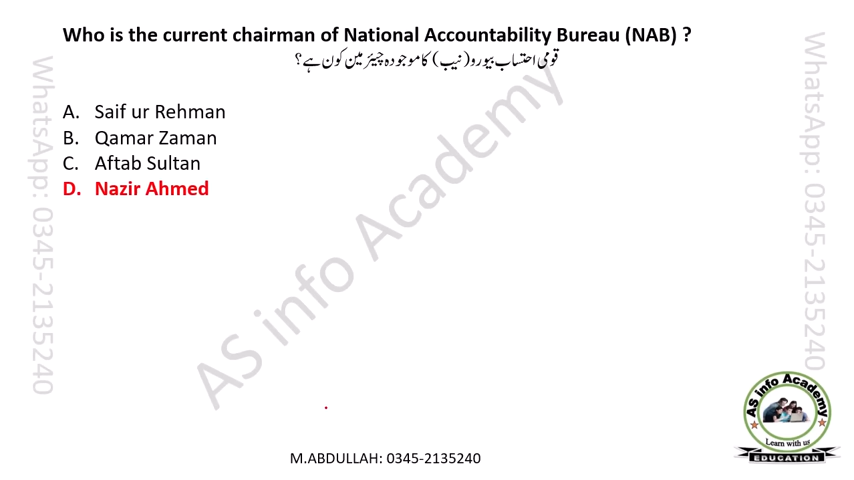 Who is the current chairman of National Accountability Bureau (NAB) ?
قومی احتساب بیورو (نیب) کا موجودہ چیئر مین کون ہے؟
A. Saif ur Rehman
B. Qamar Zaman
C. Aftab Sultan
D. Nazir Ahmed
WhatsApp: 0345-2135240
AS info Academy
WhatsApp: 0345-2135240
AS info Academy
Learn with us
EDUCATION
M.ABDULLAH: 0345-2135240